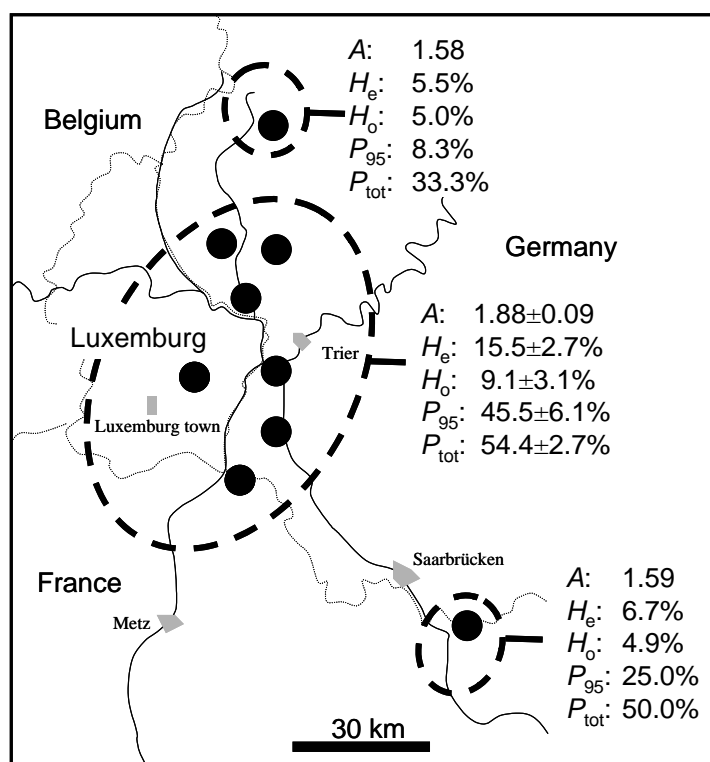 A: 1.58
He: 5.5%
Ho: 5.0%
P95: 8.3%
Ptot: 33.3%
Belgium
Germany
A: 1.88±0.09
He: 15.5±2.7%
Ho: 9.1±3.1%
P95: 45.5±6.1%
Ptot: 54.4±2.7%
Luxemburg
Trier
Luxemburg town
France
Saarbrücken
Metz
A: 1.59
He: 6.7%
Ho: 4.9%
P95: 25.0%
Ptot: 50.0%
30 km